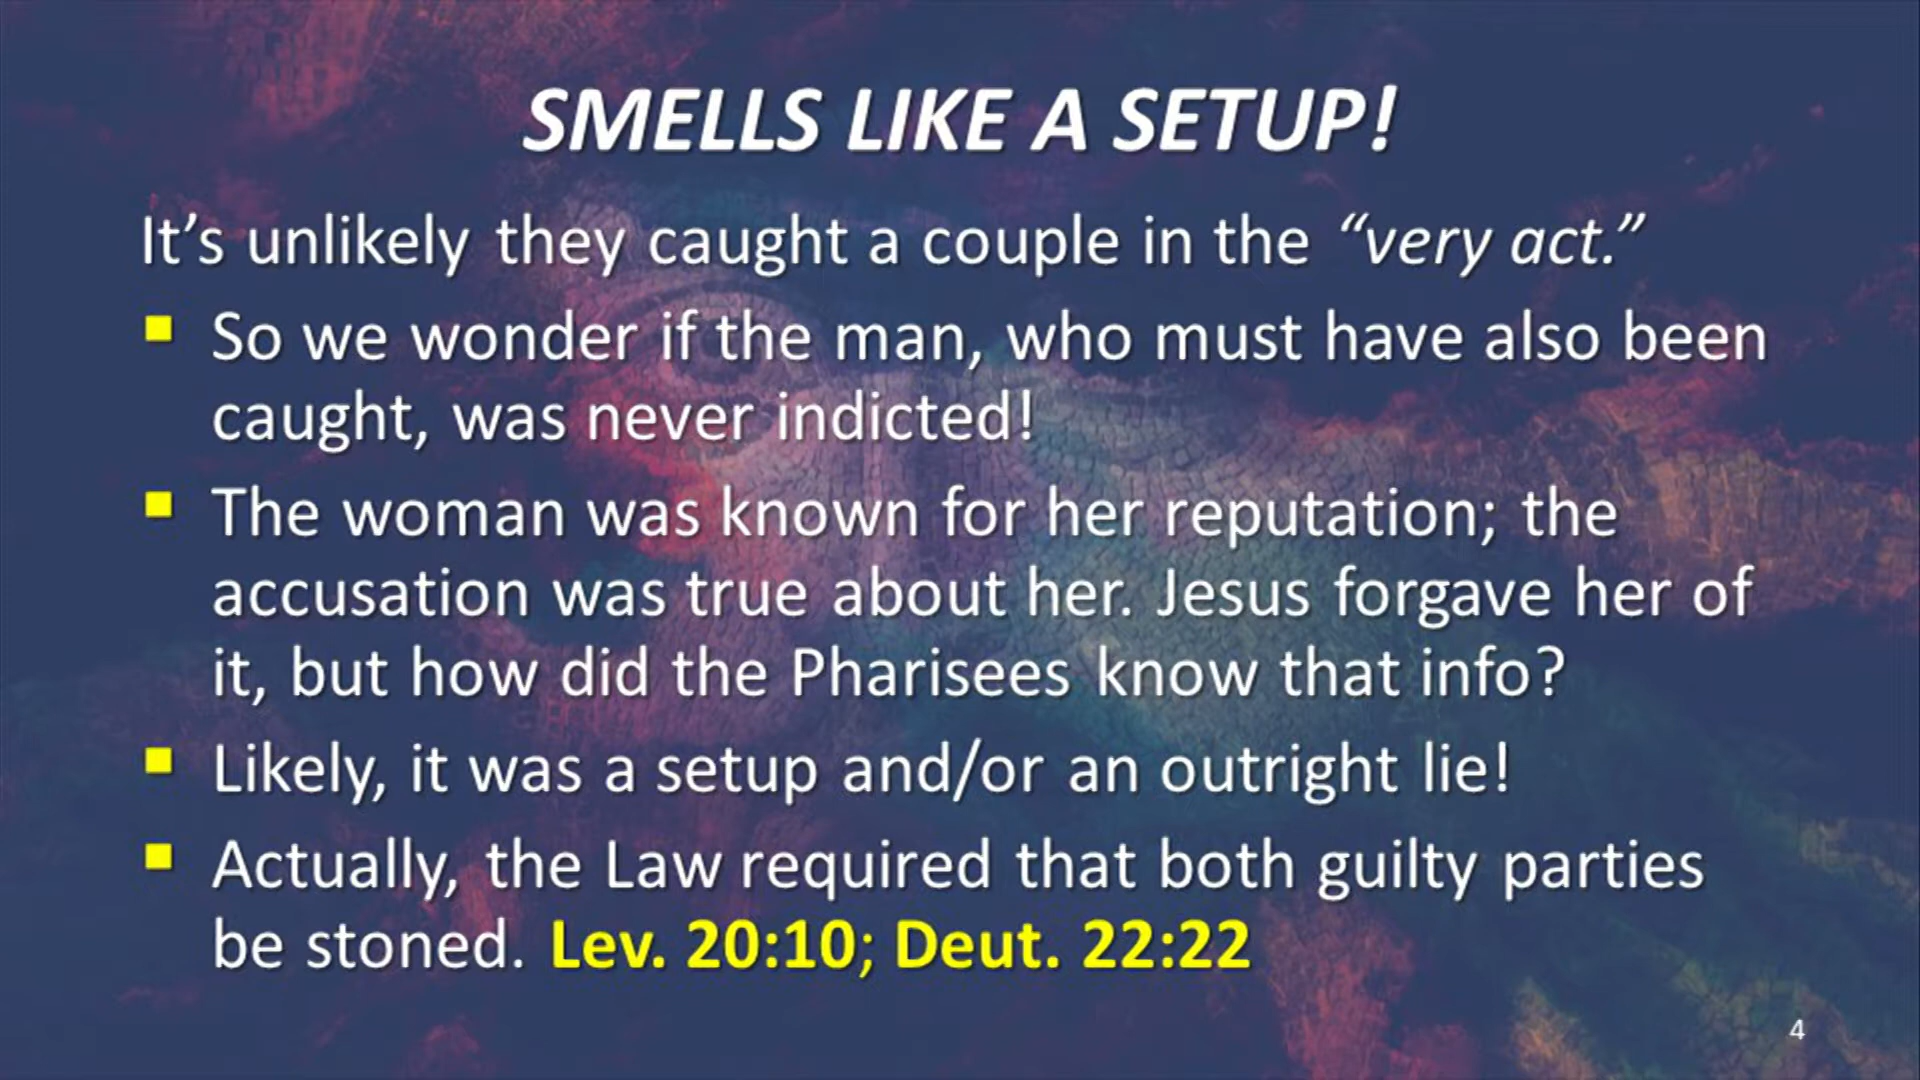 SMELLS LIKE A SETUP!
It’s unlikely they caught a couple in the “very act.”
So we wonder if the man, who must have also been
caught, was never indicted!
The woman was known for her reputation; the
accusation was true about her. Jesus forgave her of
it, but how did the Pharisees know that info?
Likely, it was a setup and/or an outright lie!
Actually, the Law required that both guilty parties
be stoned. Lev. 20:10; Deut. 22:22
4